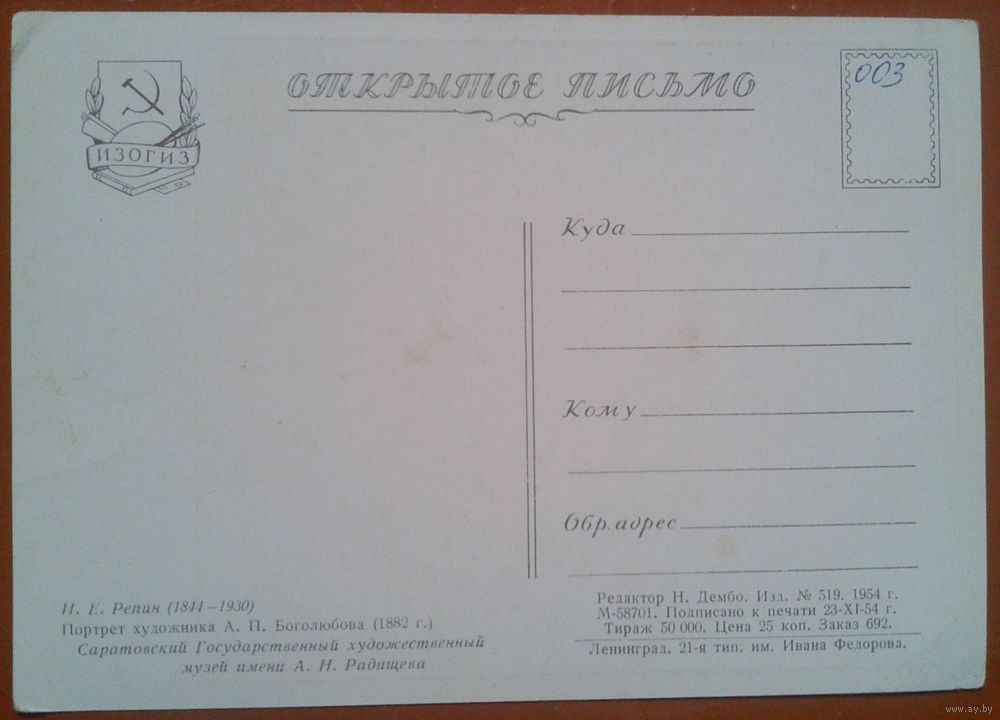 ИЗОГИЗ
ОТКРЫТОЕ ПИСЬМО
003
Куда
Кому
Обр. адрес
И. Е. Репин (1844–1930)
Портрет художника А. П. Боголюбова (1882 г.)
Саратовский Государственный художественный
музей имени А. Н. Радищева
Редактор Н. Дембо. Изд. № 519. 1954 г.
М-58701. Подписано к печати 23-XI-54 г.
Тираж 50 000. Цена 25 коп. Заказ 692.
Ленинград. 21-я тип. им. Ивана Федорова.
www.ay.by